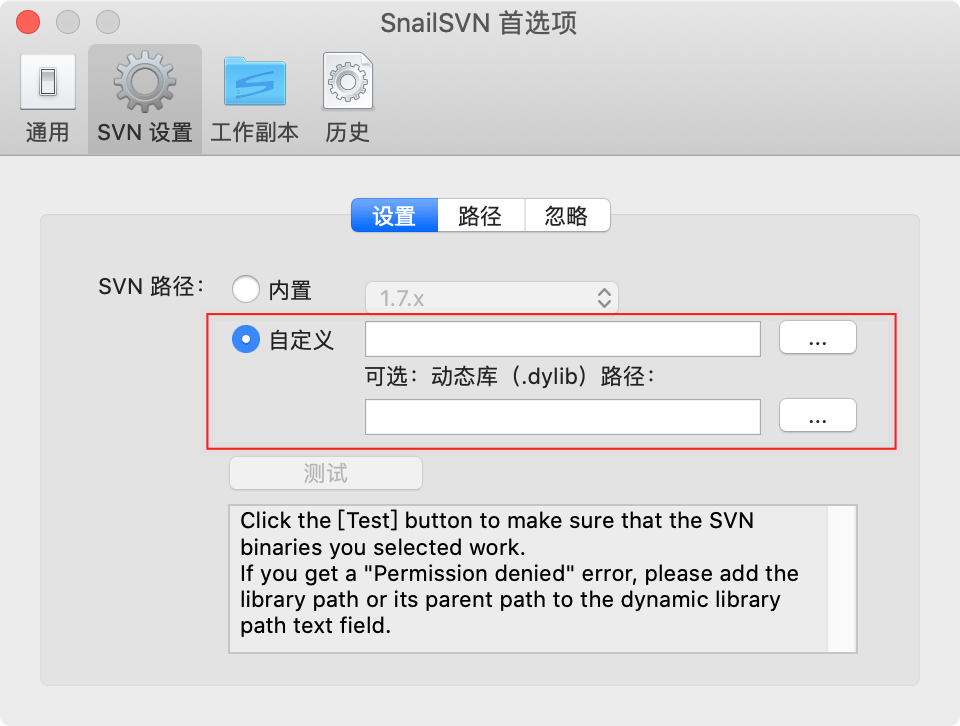 SnailSVN 首选项
通用
SVN 设置
工作副本
历史
设置
路径
忽略
SVN 路径：
内置
1.7.x
自定义
...
可选：动态库（.dylib）路径：
...
测试
Click the [Test] button to make sure that the SVN
binaries you selected work.
If you get a "Permission denied" error, please add the
library path or its parent path to the dynamic library
path text field.